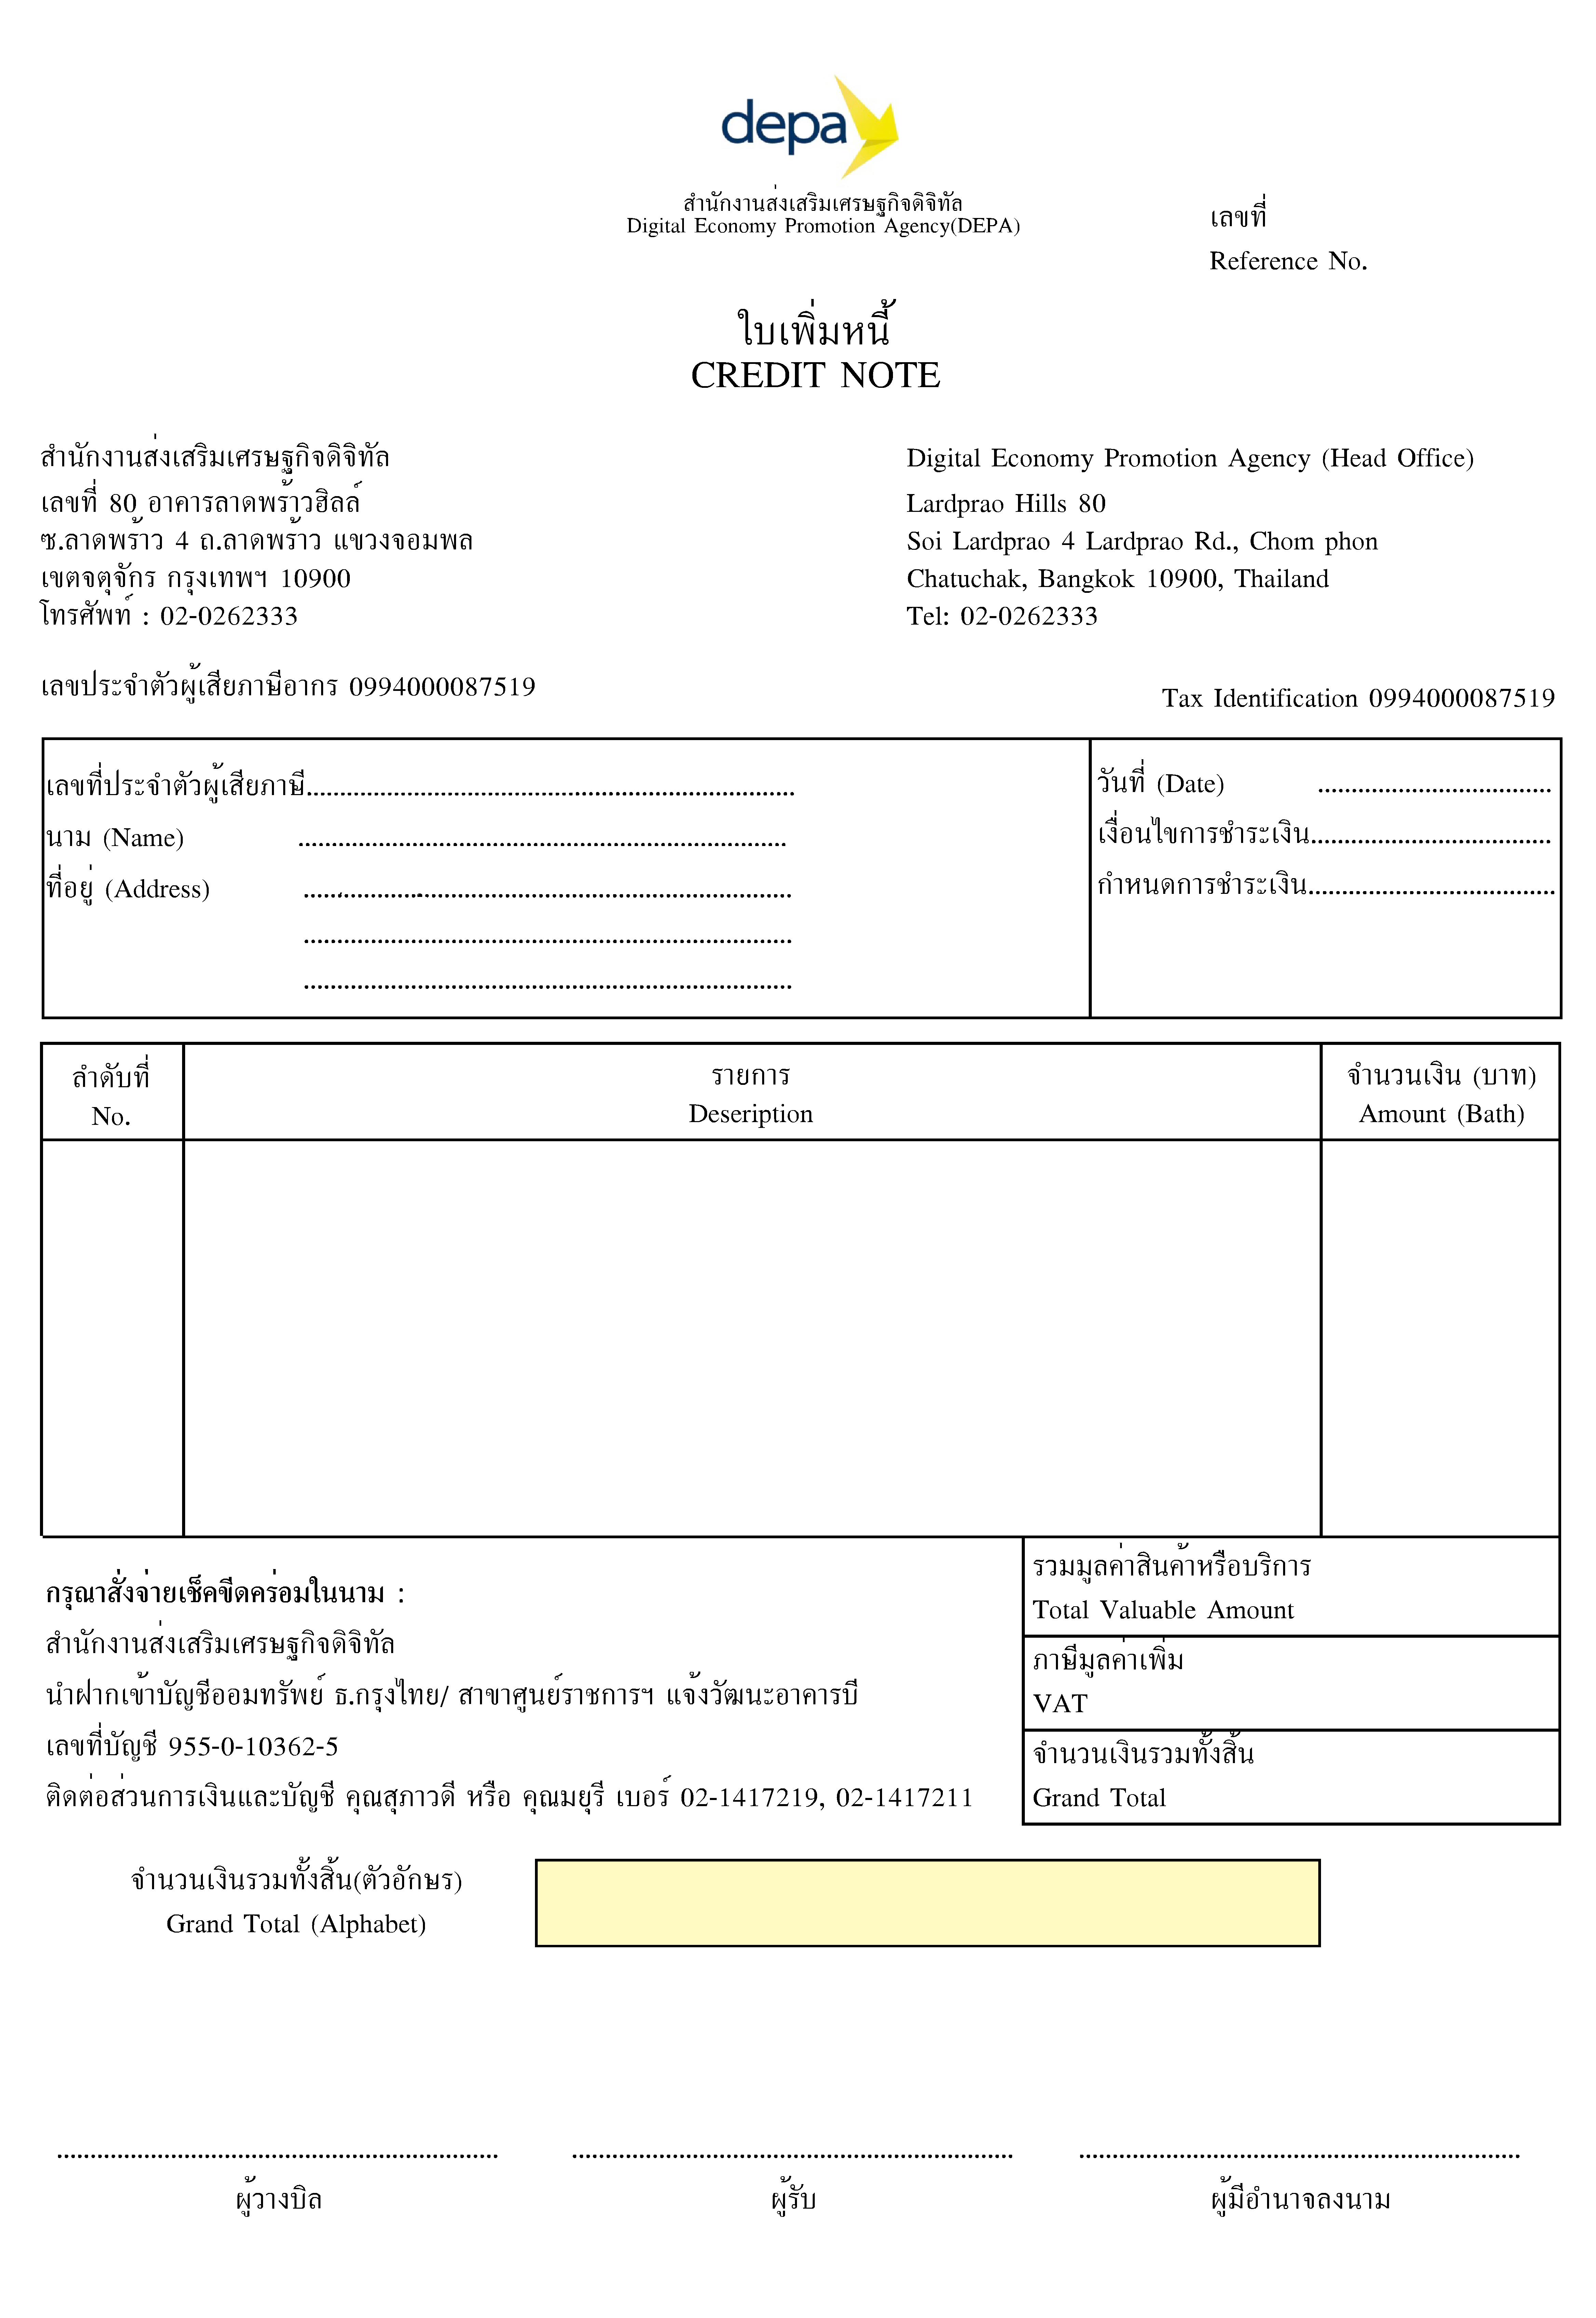 depa
สำนักงานส่งเสริมเศรษฐกิจดิจิทัล
Digital Economy Promotion Agency(DEPA)
เลขที่
Reference No.
ใบเพิ่มหนี้
CREDIT NOTE
สำนักงานส่งเสริมเศรษฐกิจดิจิทัล
เลขที่ 80 อาคารลาดพร้าวฮิลล์
ซ.ลาดพร้าว 4 ถ.ลาดพร้าว แขวงจอมพล
เขตจตุจักร กรุงเทพฯ 10900
โทรศัพท์ : 02-0262333
Digital Economy Promotion Agency (Head Office)
Lardprao Hills 80
Soi Lardprao 4 Lardprao Rd., Chom phon
Chatuchak, Bangkok 10900, Thailand
Tel: 02-0262333
เลขประจำตัวผู้เสียภาษีอากร 0994000087519
Tax Identification 0994000087519
เลขที่ประจำตัวผู้เสียภาษี.........................................................................
นาม (Name) .........................................................................
ที่อยู่ (Address) .........................................................................
.........................................................................
.........................................................................
วันที่ (Date) ...................................
เงื่อนไขการชำระเงิน....................................
กำหนดการชำระเงิน.....................................
ลำดับที่
No.
รายการ
Deseription
จำนวนเงิน (บาท)
Amount (Bath)
กรุณาสั่งจ่ายเช็คขีดคร่อมในนาม :
สำนักงานส่งเสริมเศรษฐกิจดิจิทัล
นำฝากเข้าบัญชีออมทรัพย์ ธ.กรุงไทย/ สาขาศูนย์ราชการฯ แจ้งวัฒนะอาคารบี
เลขที่บัญชี 955-0-10362-5
ติดต่อส่วนการเงินและบัญชี คุณสุภาวดี หรือ คุณมยุรี เบอร์ 02-1417219, 02-1417211
รวมมูลค่าสินค้าหรือบริการ
Total Valuable Amount
ภาษีมูลค่าเพิ่ม
VAT
จำนวนเงินรวมทั้งสิ้น
Grand Total
จำนวนเงินรวมทั้งสิ้น(ตัวอักษร)
Grand Total (Alphabet)
.................................................................. .................................................................. ..................................................................
ผู้วางบิล ผู้รับ ผู้มีอำนาจลงนาม